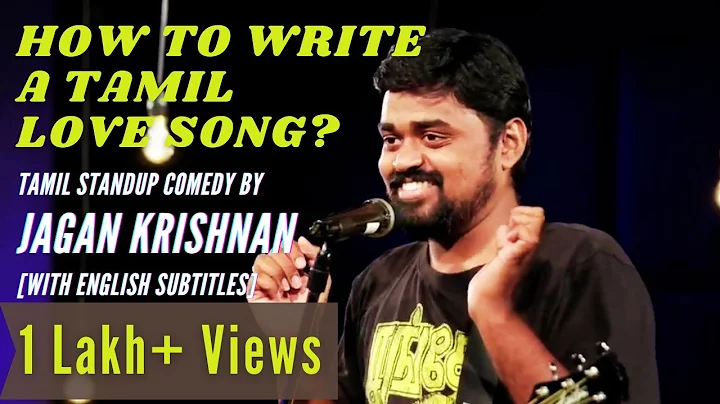 HOW TO WRITE
A TAMIL
LOVE SONG?
TAMIL STANDUP COMEDY BY
JAGAN KRISHNAN
[WITH ENGLISH SUBTITLES]
1 Lakh+ Views